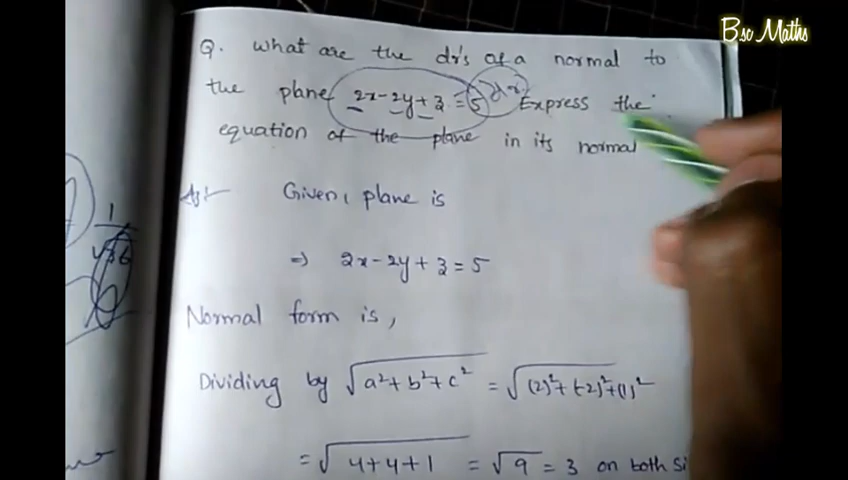 Bsc Maths
Q. What are the dr's of a normal to
the plane 2x-2y+z=5 dr's Express the
equation of the plane in its normal
As:- Given, plane is
⇒ 2x-2y+z=5
Normal form is,
Dividing by √a²+b²+c² = √(2)²+(-2)²+(1)²
= √4+4+1 = √9 = 3 on both Si